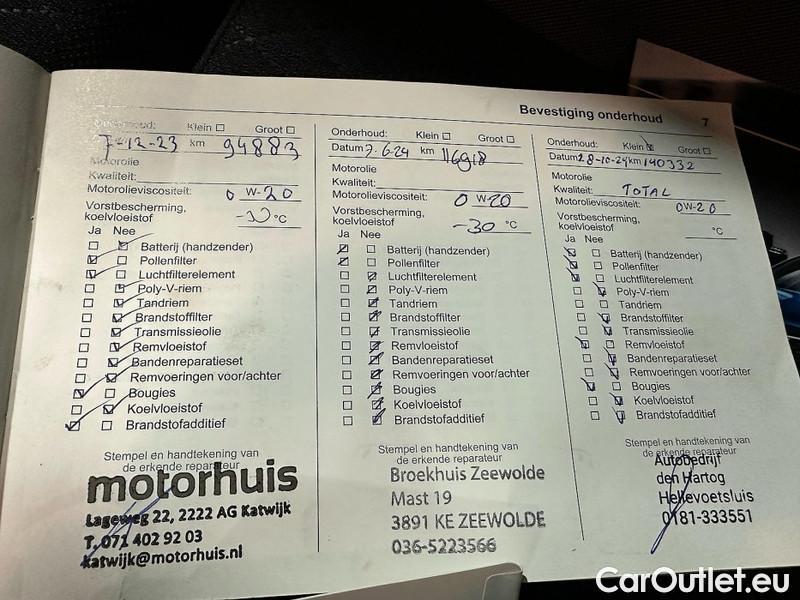 Bevestiging onderhoud 7
Onderhoud: Klein Groot
7-12-23 km 94883
Motorolie
Kwaliteit:
Motorolieviscositeit: 0 W-20
Vorstbescherming,
koelvloeistof -30 °C
Ja Nee
Batterij (handzender)
Pollenfilter
Luchtfilterelement
Poly-V-riem
Tandriem
Brandstoffilter
Transmissieolie
Remvloeistof
Bandenreparatieset
Remvoeringen voor/achter
Bougies
Koelvloeistof
Brandstofadditief
Stempel en handtekening van
de erkende reparateur
motorhuis
Lageweg 22, 2222 AG Katwijk
T. 071 402 92 03
katwijk@motorhuis.nl
Onderhoud: Klein Groot
Datum 7-6-24 km 116918
Motorolie
Kwaliteit:
Motorolieviscositeit: 0 W-20
Vorstbescherming,
koelvloeistof -30 °C
Ja Nee
Batterij (handzender)
Pollenfilter
Luchtfilterelement
Poly-V-riem
Tandriem
Brandstoffilter
Transmissieolie
Remvloeistof
Bandenreparatieset
Remvoeringen voor/achter
Bougies
Koelvloeistof
Brandstofadditief
Stempel en handtekening van
de erkende reparateur
Broekhuis Zeewolde
Mast 19
3891 KE ZEEWOLDE
036-5223566
Onderhoud: Klein Groot
Datum 28-10-24 km 140332
Motorolie
Kwaliteit: TOTAL
Motorolieviscositeit: 0W-20
Vorstbescherming,
koelvloeistof °C
Ja Nee
Batterij (handzender)
Pollenfilter
Luchtfilterelement
Poly-V-riem
Tandriem
Brandstoffilter
Transmissieolie
Remvloeistof
Bandenreparatieset
Remvoeringen voor/achter
Bougies
Koelvloeistof
Brandstofadditief
Stempel en handtekening van
de erkende reparateur
Autobedrijf
den Hartog
Hellevoetsluis
0181-333551
CarOutlet.eu